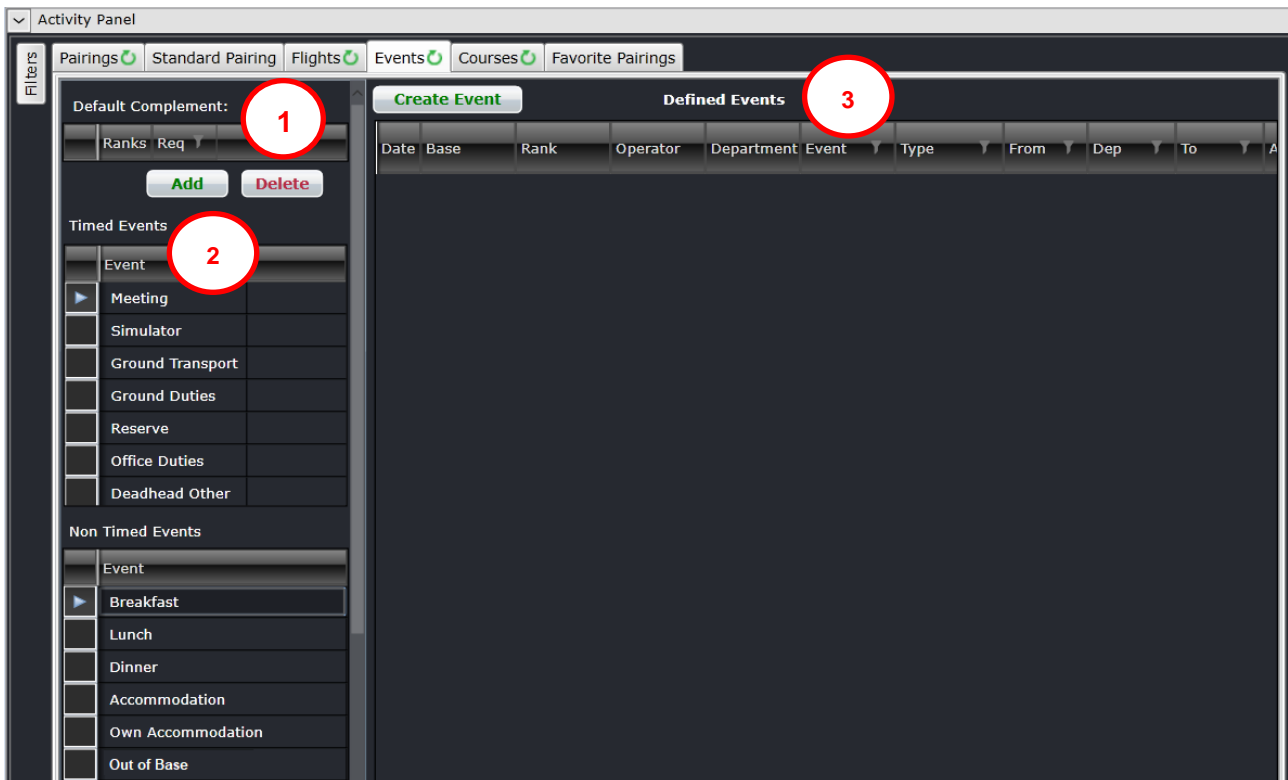 Activity Panel
Filters
Pairings Standard Pairing Flights Events Courses Favorite Pairings
Default Complement:
1
Ranks Req
Add Delete
Timed Events
2
Event
Meeting
Simulator
Ground Transport
Ground Duties
Reserve
Office Duties
Deadhead Other
Non Timed Events
Event
Breakfast
Lunch
Dinner
Accommodation
Own Accommodation
Out of Base
Create Event Defined Events 3
Date Base Rank Operator Department Event Type From Dep To A